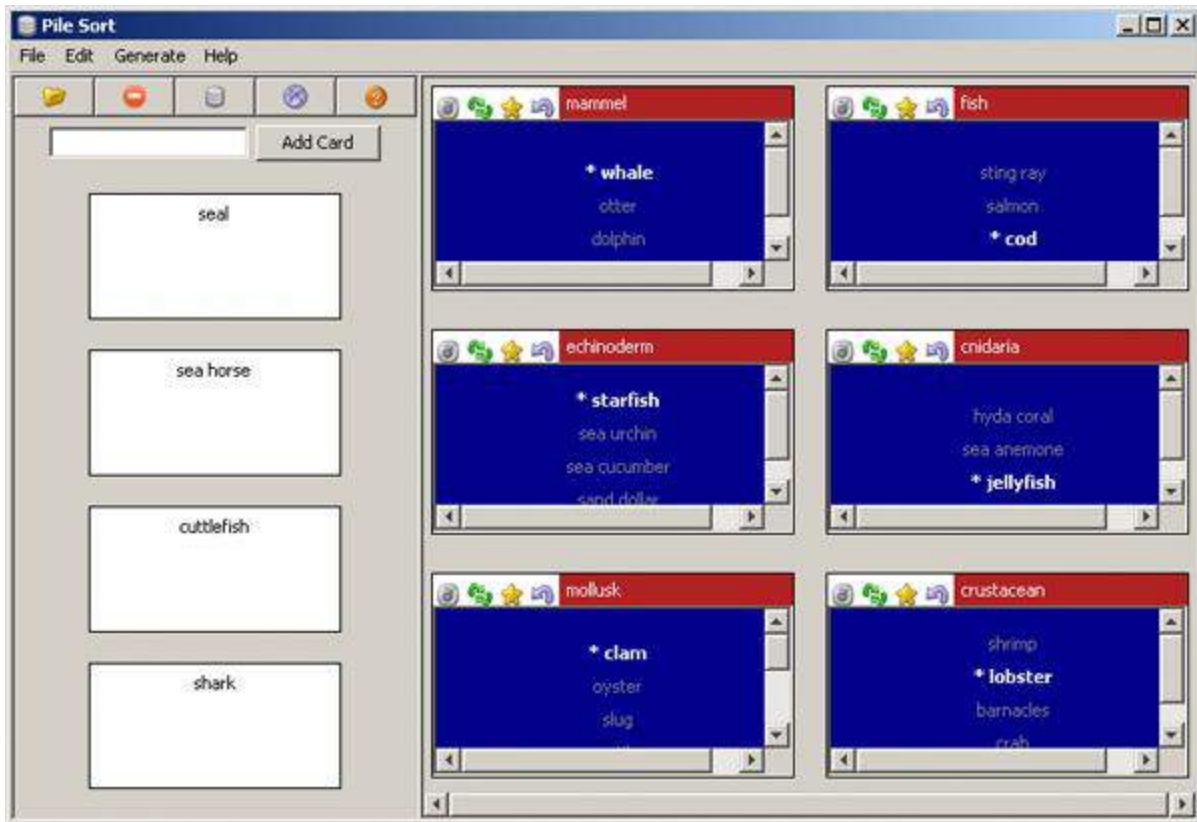 Pile Sort
File Edit Generate Help
Add Card
seal
sea horse
cuttlefish
shark
mammel
* whale
otter
dolphin
fish
sting ray
salmon
* cod
echinoderm
* starfish
sea urchin
sea cucumber
sand dollar
cnidaria
hyda coral
sea anemone
* jellyfish
mollusk
* clam
oyster
slug
crustacean
shrimp
* lobster
barnacles
crab